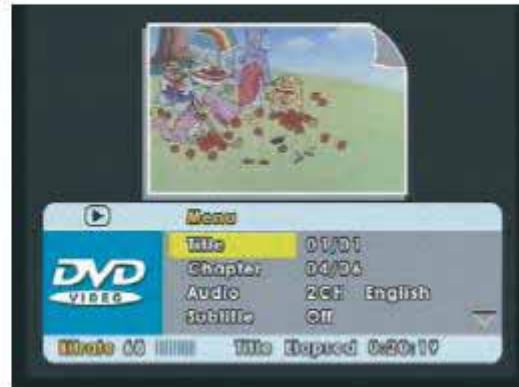 Menu
Title 01/01
Chapter 04/06
Audio 2CH English
Subtitle Off
DVD
VIDEO
Bitrate 68 Title Elapsed 0:20:19